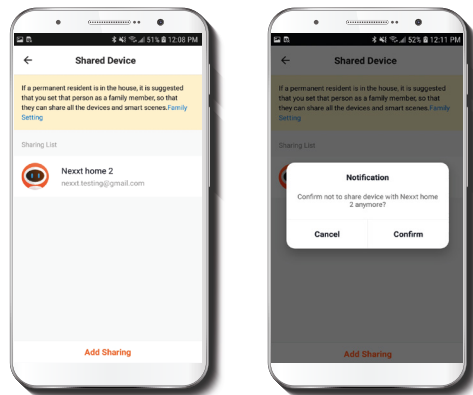 51% 12:08 PM
Shared Device
If a permanent resident is in the house, it is suggested
that you set that person as a family member, so that
they can share all the devices and smart scenes.Family
Setting
Sharing List
Nexxt home 2
nexxt.testing@gmail.com
Add Sharing
52% 12:11 PM
Shared Device
If a permanent resident is in the house, it is suggested
that you set that person as a family member, so that
they can share all the devices and smart scenes.Family
Setting
Sharing List
Notification
Confirm not to share device with Nexxt home
2 anymore?
Cancel Confirm
Add Sharing